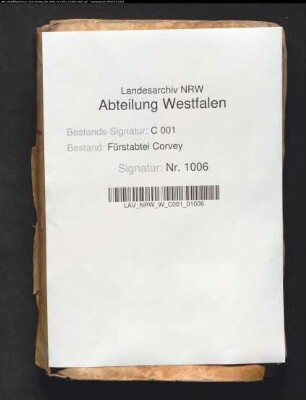 Landesarchiv NRW
Abteilung Westfalen
Bestands-Signatur: C 001
Bestand: Fürstabtei Corvey
Signatur: Nr. 1006
LAV_NRW_W_C001_01006